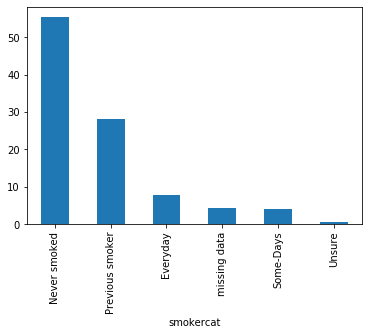 50
40
30
20
10
0
Never smoked
Previous smoker
Everyday
missing data
Some-Days
Unsure
smokercat